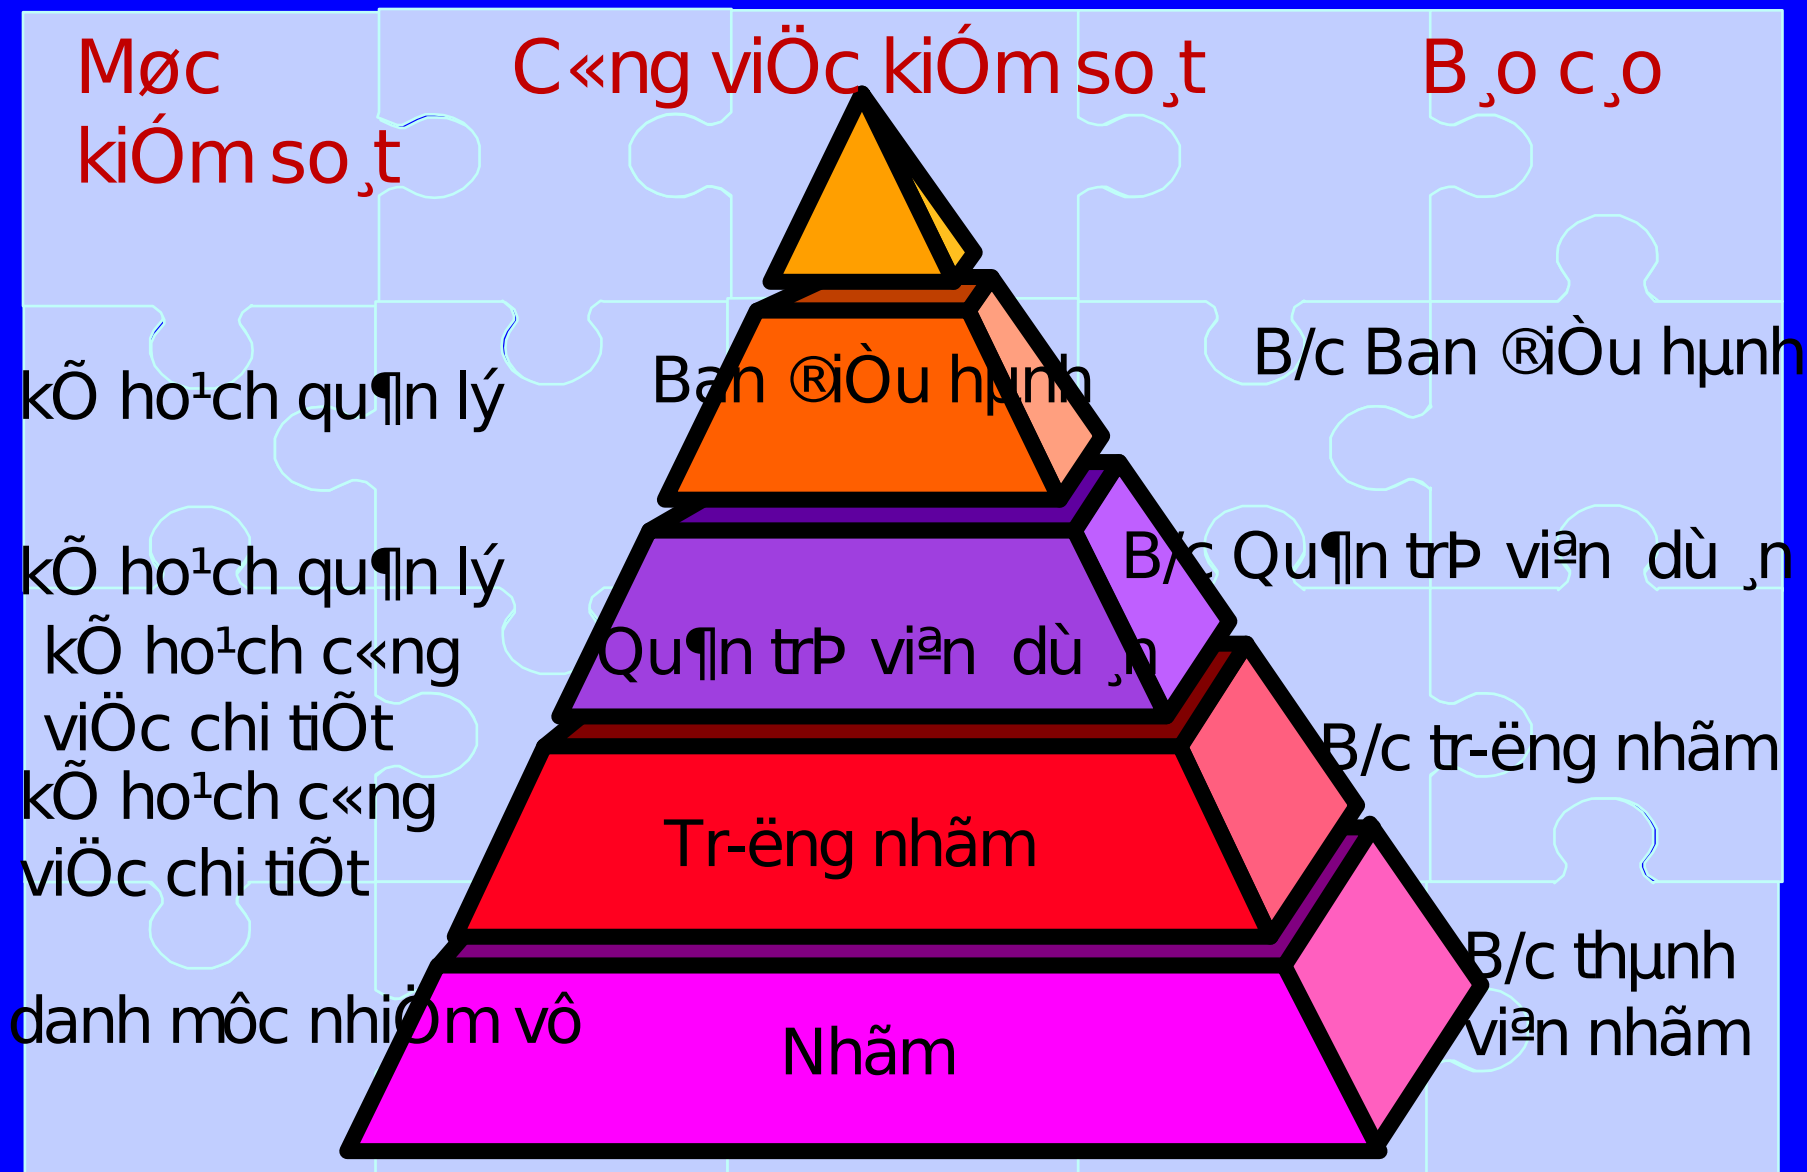 Møc
kiÓm so¸t
C«ng viÖc kiÓm so¸t
B¸o c¸o
kÕ ho¹ch qu¶n lý
Ban ®iÒu hµnh
B/c Ban ®iÒu hµnh
kÕ ho¹ch qu¶n lý
B/c Qu¶n trÞ viªn dù ¸n
kÕ ho¹ch c«ng
viÖc chi tiÕt
Qu¶n trÞ viªn dù ¸n
B/c tr-ëng nhãm
kÕ ho¹ch c«ng
viÖc chi tiÕt
Tr-ëng nhãm
B/c thµnh
viªn nhãm
danh môc nhiÖm vô
Nhãm